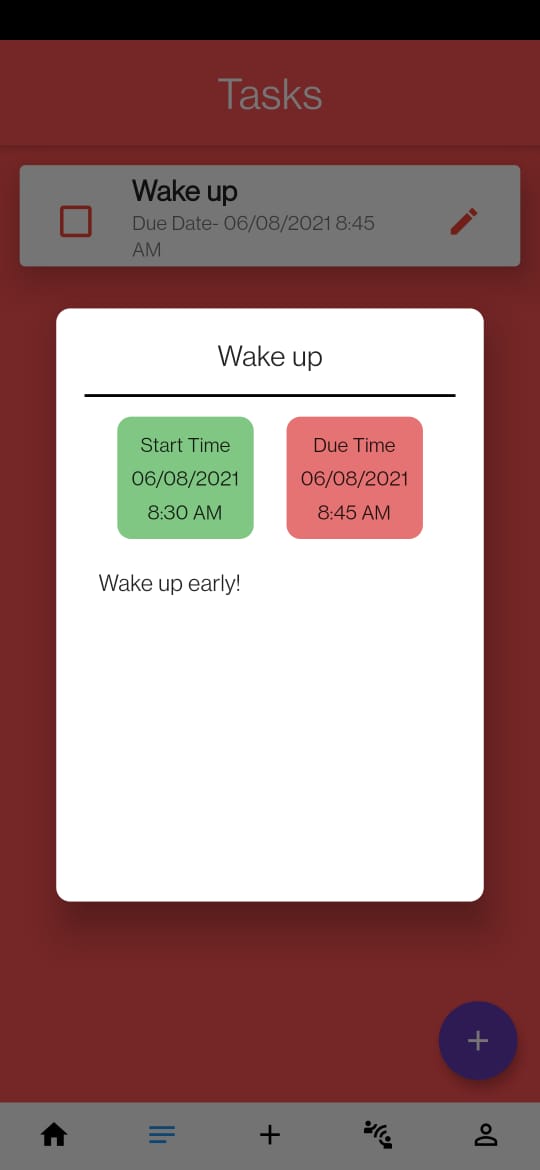 Tasks
Wake up
Due Date- 06/08/2021 8:45
AM
Wake up
Start Time
06/08/2021
8:30 AM
Due Time
06/08/2021
8:45 AM
Wake up early!